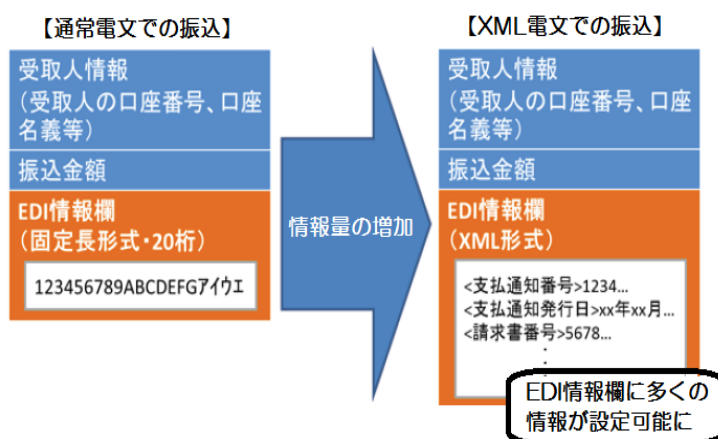 【通常電文での振込】
受取人情報
（受取人の口座番号、口座
名義等）
振込金額
EDI情報欄
（固定長形式・20桁）
123456789ABCDEFGｱｲｳｴ
情報量の増加
【XML電文での振込】
受取人情報
（受取人の口座番号、口座
名義等）
振込金額
EDI情報欄
（XML形式）
<支払通知番号>1234...
<支払通知発行日>xx年xx月...
<請求書番号>5678...
：
：
EDI情報欄に多くの
情報が設定可能に